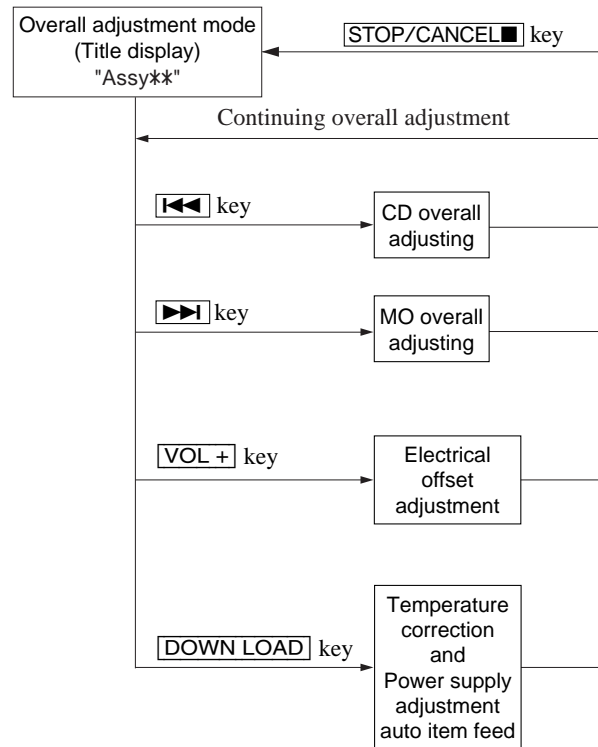 Overall adjustment mode
(Title display)
"Assy**"
STOP/CANCEL■ key
Continuing overall adjustment
I◀◀ key
CD overall
adjusting
▶▶I key
MO overall
adjusting
VOL + key
Electrical
offset
adjustment
DOWN LOAD key
Temperature
correction
and
Power supply
adjustment
auto item feed